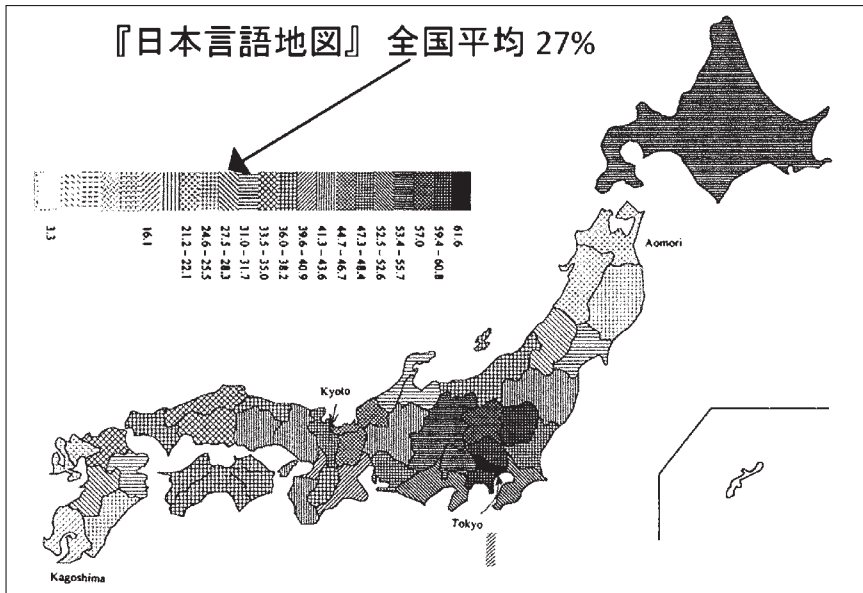 『日本言語地図』 全国平均 27%
3.3
16.1
21.2 – 22.1
24.6 – 25.5
27.5 – 28.3
31.0 – 31.7
33.5 – 35.0
36.0 – 38.2
39.6 – 40.9
41.3 – 43.6
44.7 – 46.7
47.3 – 48.4
52.5 – 52.6
53.4 – 55.7
57.0
59.4 – 60.8
61.6
Aomori
Kyoto
Tokyo
Kagoshima